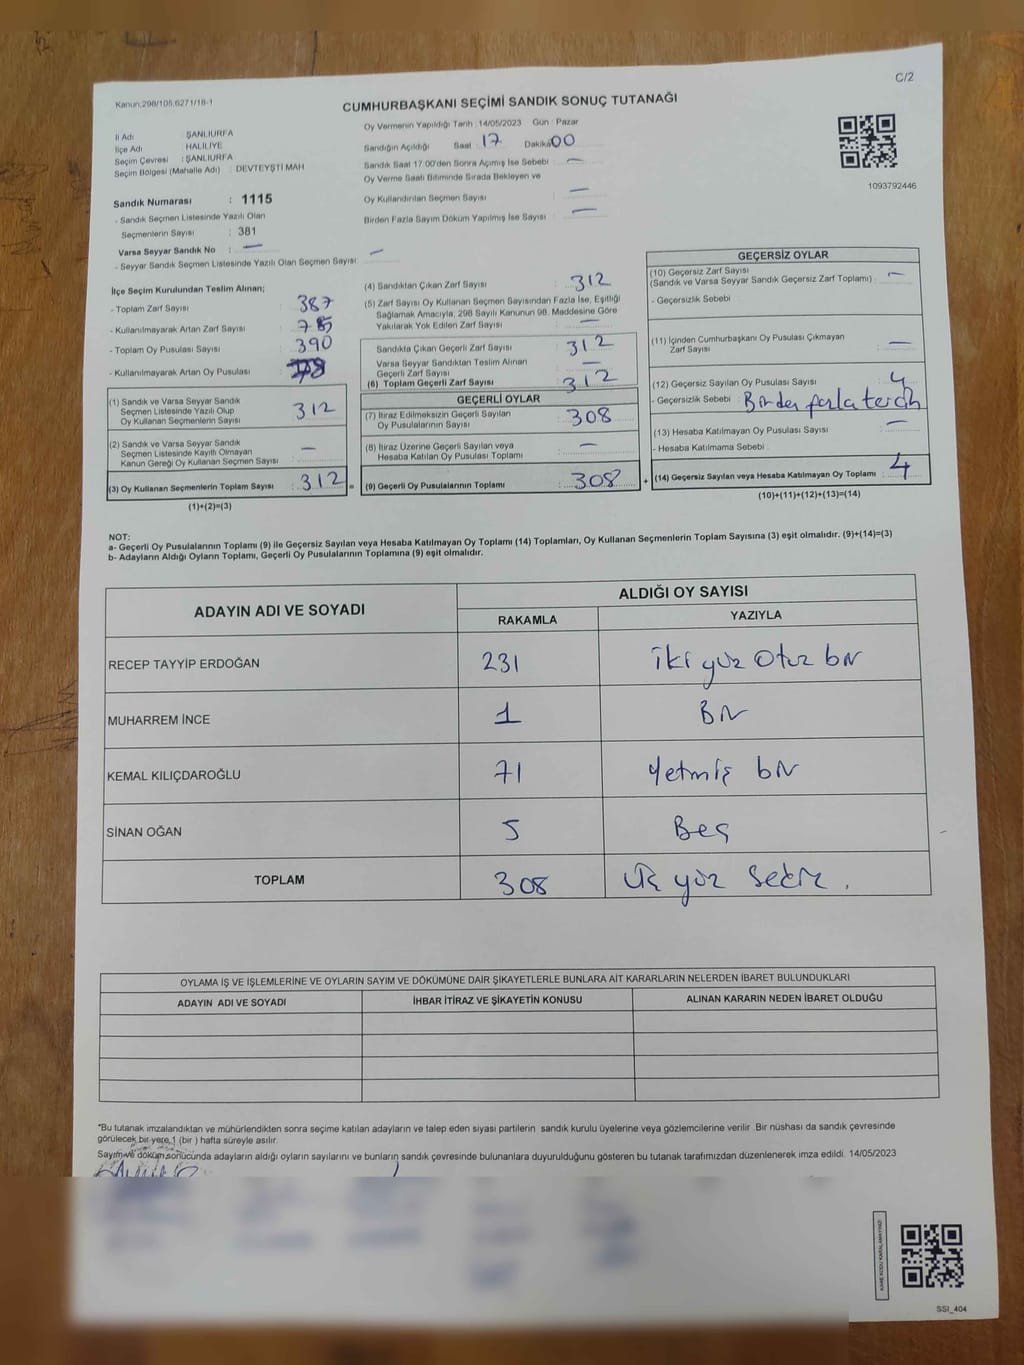 C/2
Kanun;298/105;6271/18-1
CUMHURBAŞKANI SEÇİMİ SANDIK SONUÇ TUTANAĞI
İl Adı : ŞANLIURFA
İlçe Adı : HALİLİYE
Seçim Çevresi : ŞANLIURFA
Seçim Bölgesi (Mahalle Adı) : DEVTEYŞTİ MAH
Oy Vermenin Yapıldığı Tarih : 14/05/2023 Gün : Pazar
Sandığın Açıldığı Saat 17 Dakika 00
Sandık Saat 17:00'den Sonra Açılmış İse Sebebi —
Oy Verme Saati Bitiminde Sırada Bekleyen ve
Oy Kullandırılan Seçmen Sayısı —
Birden Fazla Sayım Döküm Yapılmış İse Sayısı —
1093792446
Sandık Numarası : 1115
- Sandık Seçmen Listesinde Yazılı Olan
Seçmenlerin Sayısı : 381
Varsa Seyyar Sandık No : —
- Seyyar Sandık Seçmen Listesinde Yazılı Olan Seçmen Sayısı : —
İlçe Seçim Kurulundan Teslim Alınan;
- Toplam Zarf Sayısı : 387
- Kullanılmayarak Artan Zarf Sayısı :
- Toplam Oy Pusulası Sayısı : 390
- Kullanılmayarak Artan Oy Pusulası : 78
(1) Sandık ve Varsa Seyyar Sandık
Seçmen Listesinde Yazılı Olup
Oy Kullanan Seçmenlerin Sayısı : 312
(2) Sandık ve Varsa Seyyar Sandık
Seçmen Listesinde Kayıtlı Olmayan
Kanun Gereği Oy Kullanan Seçmen Sayısı : —
(3) Oy Kullanan Seçmenlerin Toplam Sayısı : 312 =
(1)+(2)=(3)
(4) Sandıktan Çıkan Zarf Sayısı : 312
(5) Zarf Sayısı Oy Kullanan Seçmen Sayısından Fazla İse, Eşitliği
Sağlamak Amacıyla, 298 Sayılı Kanunun 98. Maddesine Göre
Yakılarak Yok Edilen Zarf Sayısı : —
Sandıkta Çıkan Geçerli Zarf Sayısı : 312
Varsa Seyyar Sandıktan Teslim Alınan
Geçerli Zarf Sayısı : —
(6) Toplam Geçerli Zarf Sayısı : 312
GEÇERLİ OYLAR
(7) İtiraz Edilmeksizin Geçerli Sayılan
Oy Pusulalarının Sayısı : 308
(8) İtiraz Üzerine Geçerli Sayılan veya
Hesaba Katılan Oy Pusulası Toplamı : —
(9) Geçerli Oy Pusulalarının Toplamı : 308 +
GEÇERSİZ OYLAR
(10) Geçersiz Zarf Sayısı
(Sandık ve Varsa Seyyar Sandık Geçersiz Zarf Toplamı) : —
- Geçersizlik Sebebi
(11) İçinden Cumhurbaşkanı Oy Pusulası Çıkmayan
Zarf Sayısı : —
(12) Geçersiz Sayılan Oy Pusulası Sayısı : 4
- Geçersizlik Sebebi : Birden fazla tercih
(13) Hesaba Katılmayan Oy Pusulası Sayısı : —
- Hesaba Katılmama Sebebi :
(14) Geçersiz Sayılan veya Hesaba Katılmayan Oy Toplamı : 4
(10)+(11)+(12)+(13)=(14)
NOT:
a- Geçerli Oy Pusulalarının Toplamı (9) ile Geçersiz Sayılan veya Hesaba Katılmayan Oy Toplamı (14) Toplamları, Oy Kullanan Seçmenlerin Toplam Sayısına (3) eşit olmalıdır. (9)+(14)=(3)
b- Adayların Aldığı Oyların Toplamı, Geçerli Oy Pusulalarının Toplamına (9) eşit olmalıdır.
ADAYIN ADI VE SOYADI ALDIĞI OY SAYISI
RAKAMLA YAZIYLA
RECEP TAYYİP ERDOĞAN 231 iki yüz otuz bir
MUHARREM İNCE 1 Bir
KEMAL KILIÇDAROĞLU 71 yetmiş bir
SİNAN OĞAN 5 Beş
TOPLAM 308 Üç yüz sekiz.
OYLAMA İŞ VE İŞLEMLERİNE VE OYLARIN SAYIM VE DÖKÜMÜNE DAİR ŞİKAYETLERLE BUNLARA AİT KARARLARIN NELERDEN İBARET BULUNDUKLARI
ADAYIN ADI VE SOYADI İHBAR İTİRAZ VE ŞİKAYETİN KONUSU ALINAN KARARIN NEDEN İBARET OLDUĞU
*Bu tutanak imzalandıktan ve mühürlendikten sonra seçime katılan adayların ve talep eden siyasi partilerin sandık kurulu üyelerine veya gözlemcilerine verilir .Bir nüshası da sandık çevresinde
görülecek bir yere 1 (bir ) hafta süreyle asılır.
Sayım ve döküm sonucunda adayların aldığı oyların sayılarını ve bunların sandık çevresinde bulunanlara duyurulduğunu gösteren bu tutanak tarafımızdan düzenlenerek imza edildi. 14/05/2023
KARE KODU KARALAMAYINIZ!
SSI_404